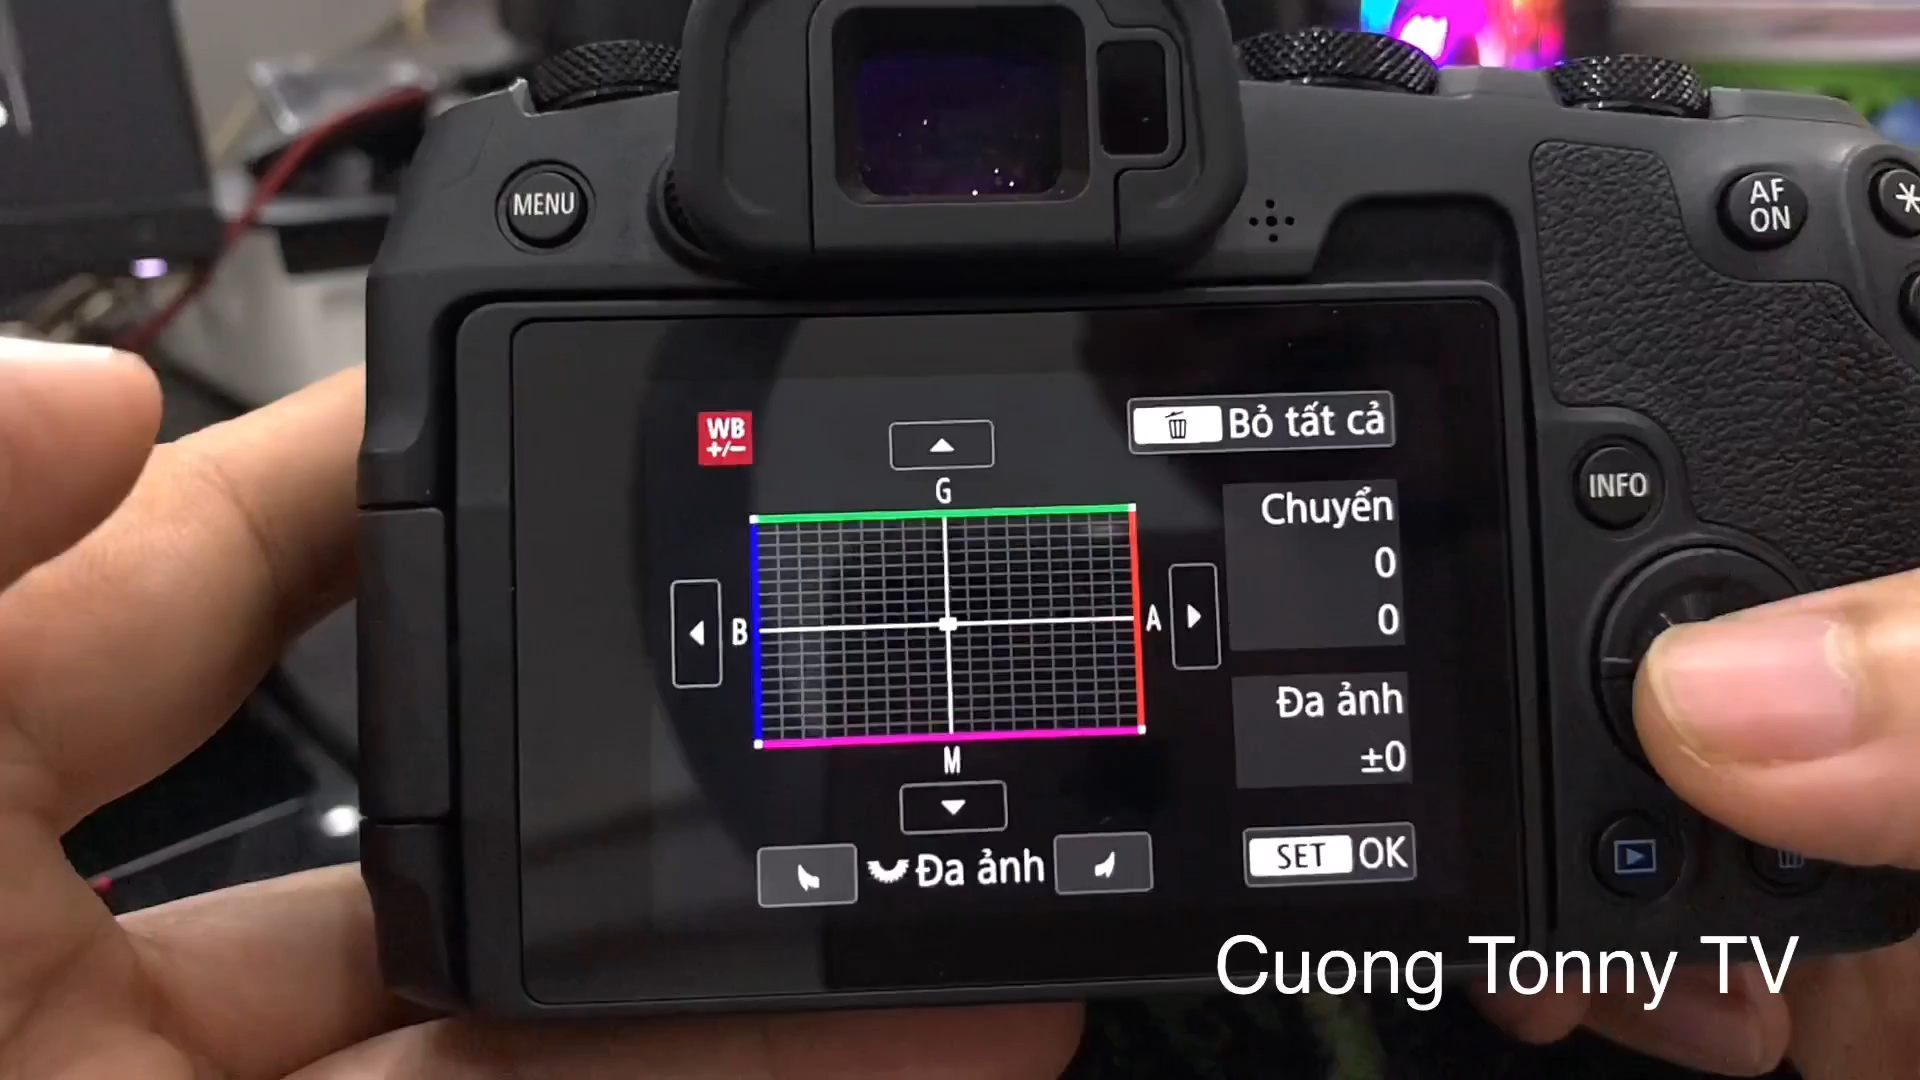 MENU
AF
ON
WB
+/−
Bỏ tất cả
G
Chuyển
0
0
INFO
B
A
Đa ảnh
±0
M
Đa ảnh
SET OK
Cuong Tonny TV